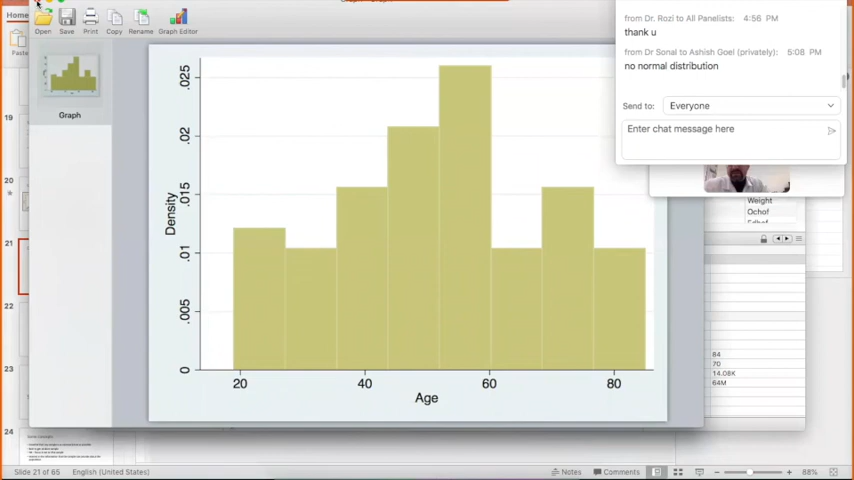 Home
Open
Save
Print
Copy
Rename
Graph Editor
Paste
Graph
from Dr. Rozi to All Panelists: 4:56 PM
thank u
from Dr Sonal to Ashish Goel (privately): 5:08 PM
no normal distribution
Send to: Everyone
Enter chat message here
.025
.02
.015
.01
.005
0
Density
20
40
60
80
Age
19
20
21
22
23
24
Weight
Ochof
84
70
14.08K
64M
Slide 21 of 65
English (United States)
Notes
Comments
88%